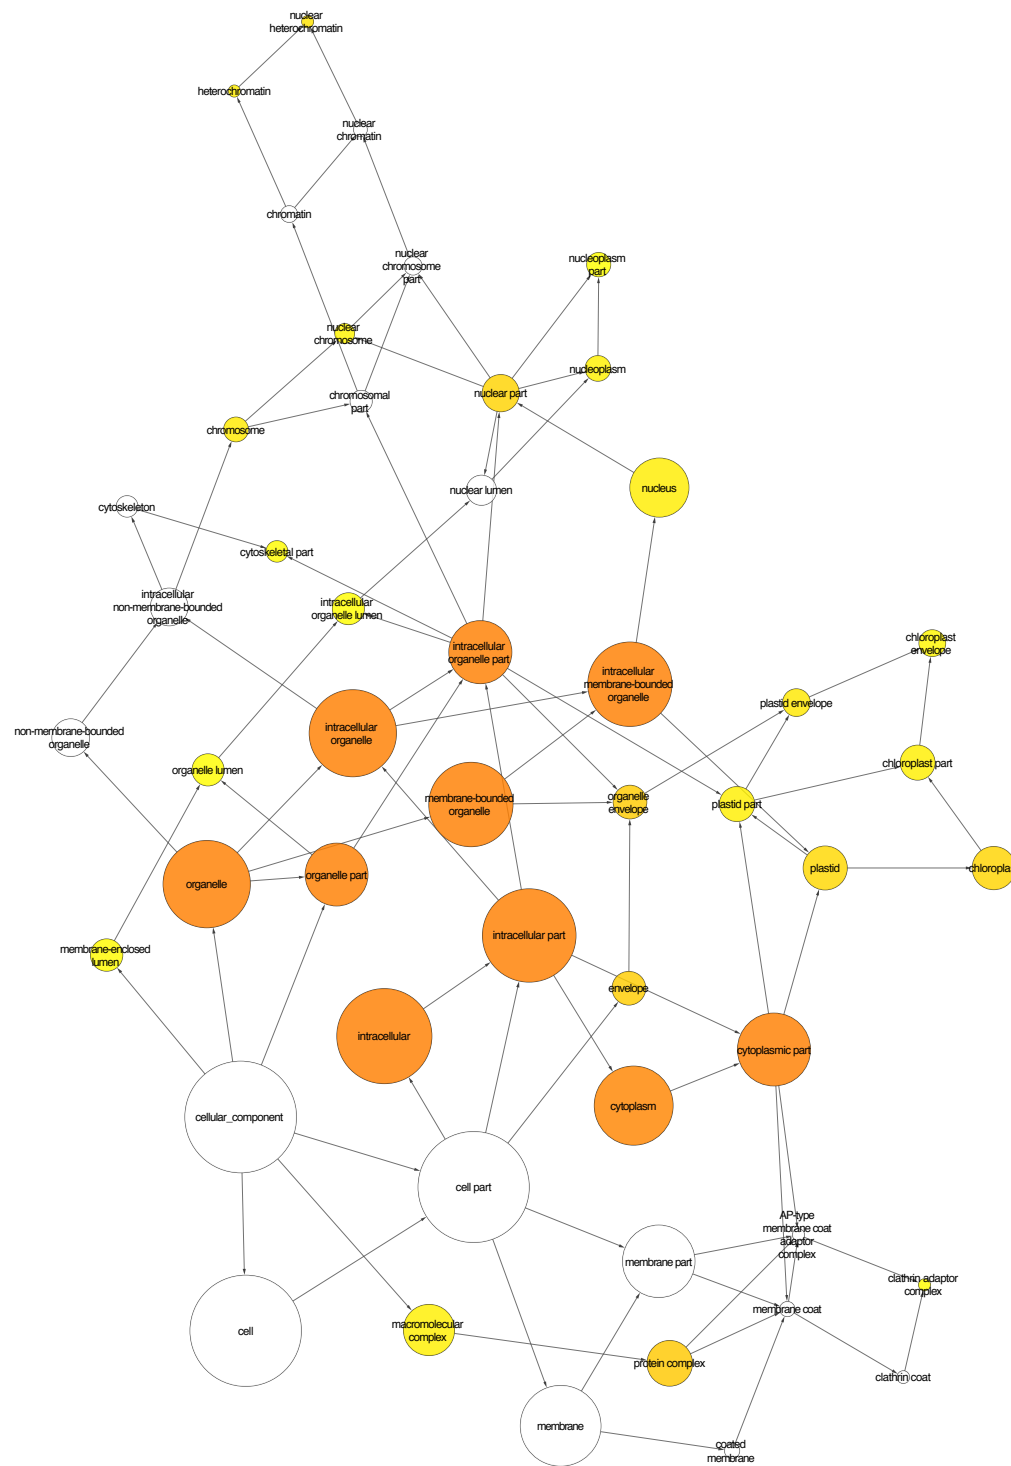 nuclear
heterochromatin
heterochromatin
nuclear
chromatin
chromatin
nuclear
chromosome
part
nucleoplasm
part
nuclear
chromosome
nucleoplasm
nuclear part
chromosomal
part
chromosome
nuclear lumen
nucleus
cytoskeleton
cytoskeletal part
intracellular
non-membrane-bounded
organelle
intracellular
organelle lumen
intracellular
organelle part
intracellular
membrane-bounded
organelle
chloroplast
envelope
plastid envelope
non-membrane-bounded
organelle
intracellular
organelle
organelle lumen
chloroplast part
membrane-bounded
organelle
organelle
envelope
plastid part
organelle
organelle part
plastid
chloropla
intracellular part
membrane-enclosed
lumen
envelope
intracellular
cytoplasmic part
cytoplasm
cellular_component
cell part
AP-type
membrane coat
adaptor
complex
membrane part
clathrin adaptor
complex
membrane coat
cell
macromolecular
complex
protein complex
clathrin coat
membrane
coated
membrane